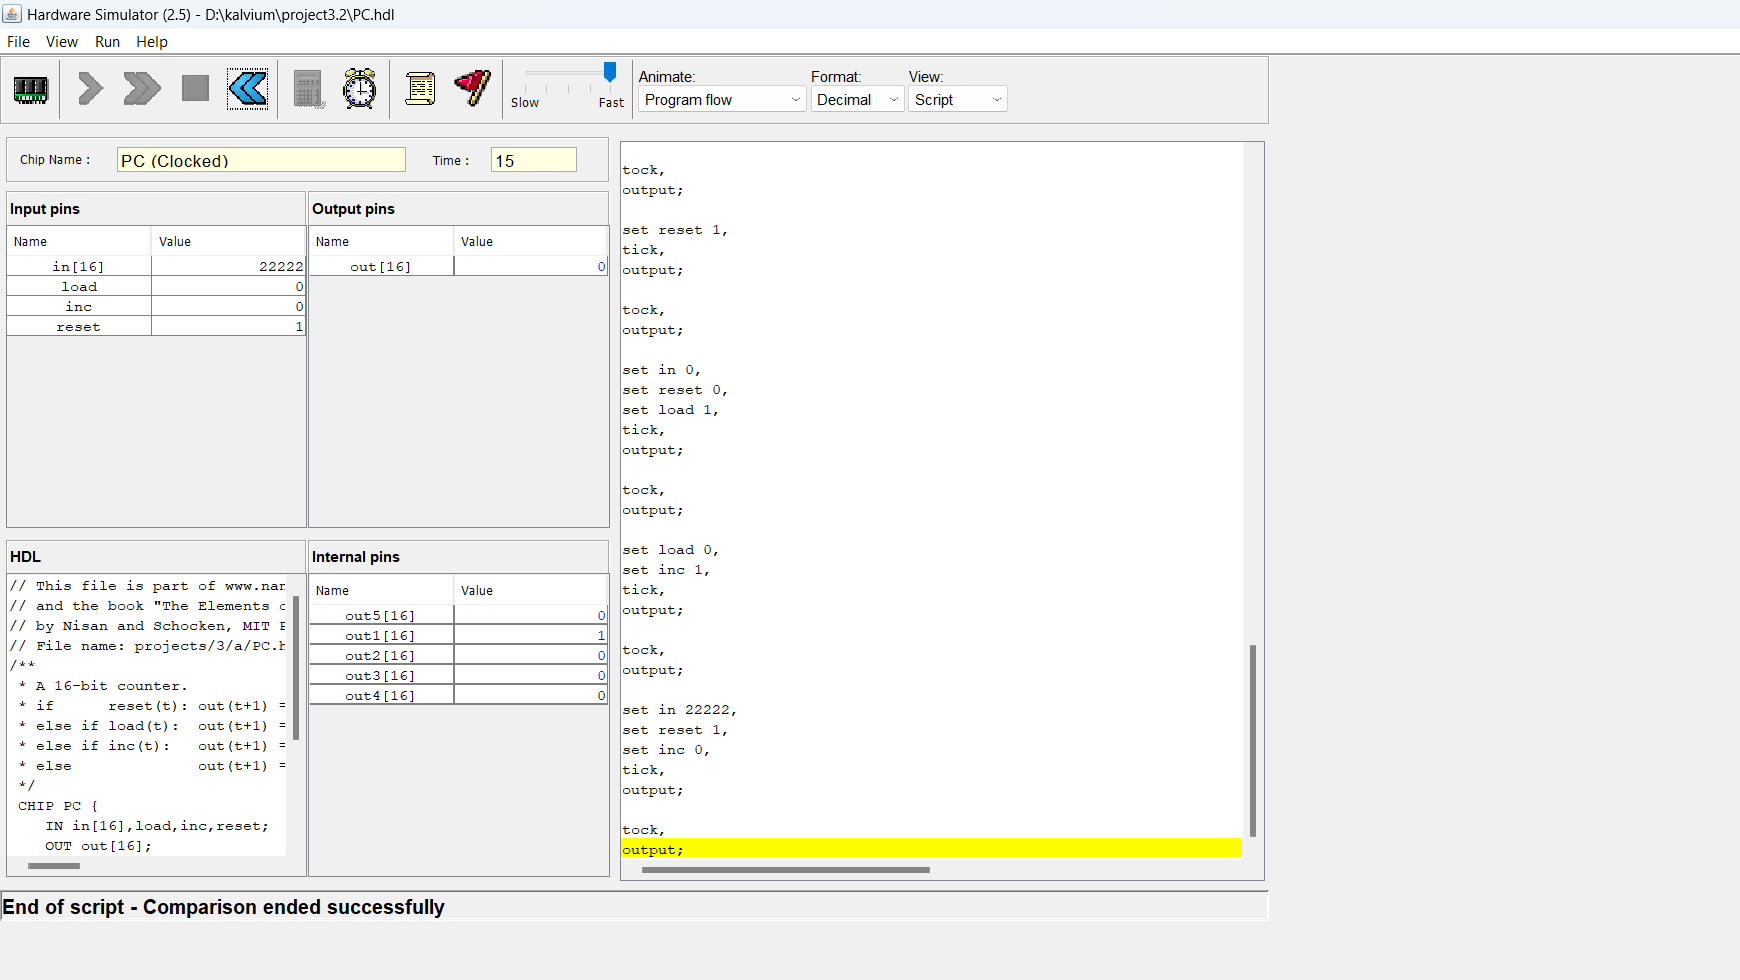 Hardware Simulator (2.5) - D:\kalvium\project3.2\PC.hdl
File View Run Help
Slow Fast
Animate: Format: View:
Program flow Decimal Script
Chip Name : PC (Clocked) Time : 15
Input pins
Name Value
in[16] 22222
load 0
inc 0
reset 1
Output pins
Name Value
out[16] 0
HDL
// This file is part of www.nan
// and the book "The Elements o
// by Nisan and Schocken, MIT P
// File name: projects/3/a/PC.h
/**
* A 16-bit counter.
* if reset(t): out(t+1) =
* else if load(t): out(t+1) =
* else if inc(t): out(t+1) =
* else out(t+1) =
*/
CHIP PC {
IN in[16],load,inc,reset;
OUT out[16];
Internal pins
Name Value
out5[16] 0
out1[16] 1
out2[16] 0
out3[16] 0
out4[16] 0
tock,
output;
set reset 1,
tick,
output;
tock,
output;
set in 0,
set reset 0,
set load 1,
tick,
output;
tock,
output;
set load 0,
set inc 1,
tick,
output;
tock,
output;
set in 22222,
set reset 1,
set inc 0,
tick,
output;
tock,
output;
End of script - Comparison ended successfully